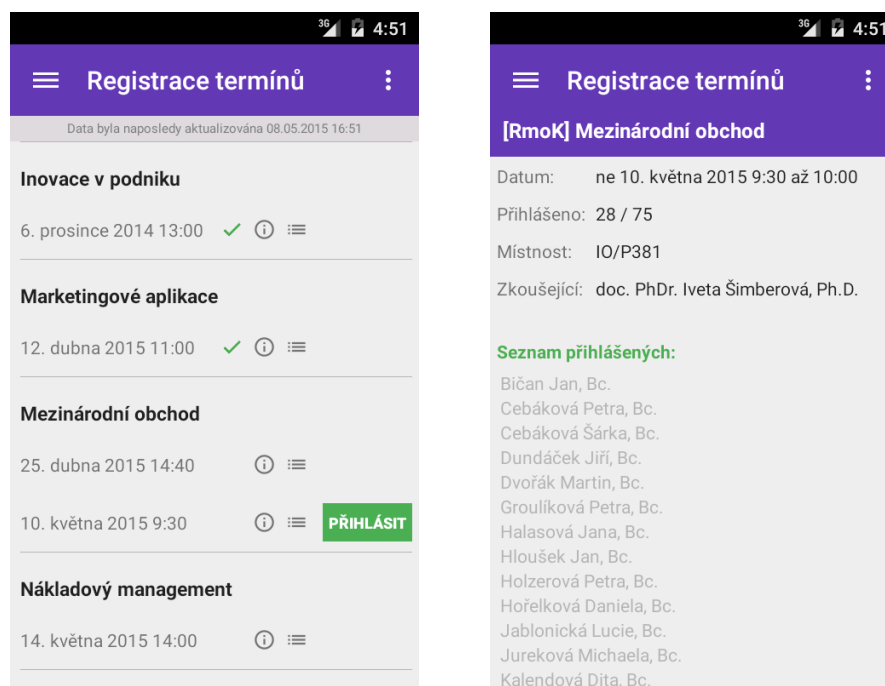 3G 4:51
Registrace termínů
Data byla naposledy aktualizována 08.05.2015 16:51
Inovace v podniku
6. prosince 2014 13:00
Marketingové aplikace
12. dubna 2015 11:00
Mezinárodní obchod
25. dubna 2015 14:40
10. května 2015 9:30 PŘIHLÁSIT
Nákladový management
14. května 2015 14:00
3G 4:51
Registrace termínů
[RmoK] Mezinárodní obchod
Datum: ne 10. května 2015 9:30 až 10:00
Přihlášeno: 28 / 75
Místnost: IO/P381
Zkoušející: doc. PhDr. Iveta Šimberová, Ph.D.
Seznam přihlášených:
Bičan Jan, Bc.
Cebáková Petra, Bc.
Cebáková Šárka, Bc.
Dundáček Jiří, Bc.
Dvořák Martin, Bc.
Groulíková Petra, Bc.
Halasová Jana, Bc.
Hloušek Jan, Bc.
Holzerová Petra, Bc.
Hořelková Daniela, Bc.
Jablonická Lucie, Bc.
Jureková Michaela, Bc.
Kalendová Dita, Bc.